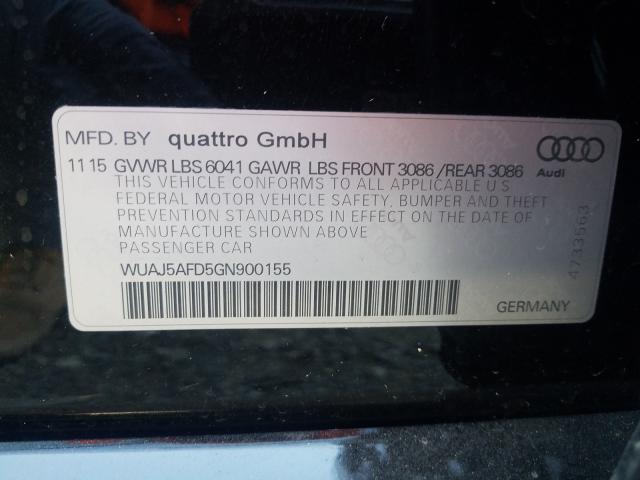 MFD. BY quattro GmbH
11 15 GVWR LBS 6041 GAWR LBS FRONT 3086 /REAR 3086
THIS VEHICLE CONFORMS TO ALL APPLICABLE U S
FEDERAL MOTOR VEHICLE SAFETY, BUMPER AND THEFT
PREVENTION STANDARDS IN EFFECT ON THE DATE OF
MANUFACTURE SHOWN ABOVE
PASSENGER CAR
WUAJ5AFD5GN900155
Audi
4733563
GERMANY